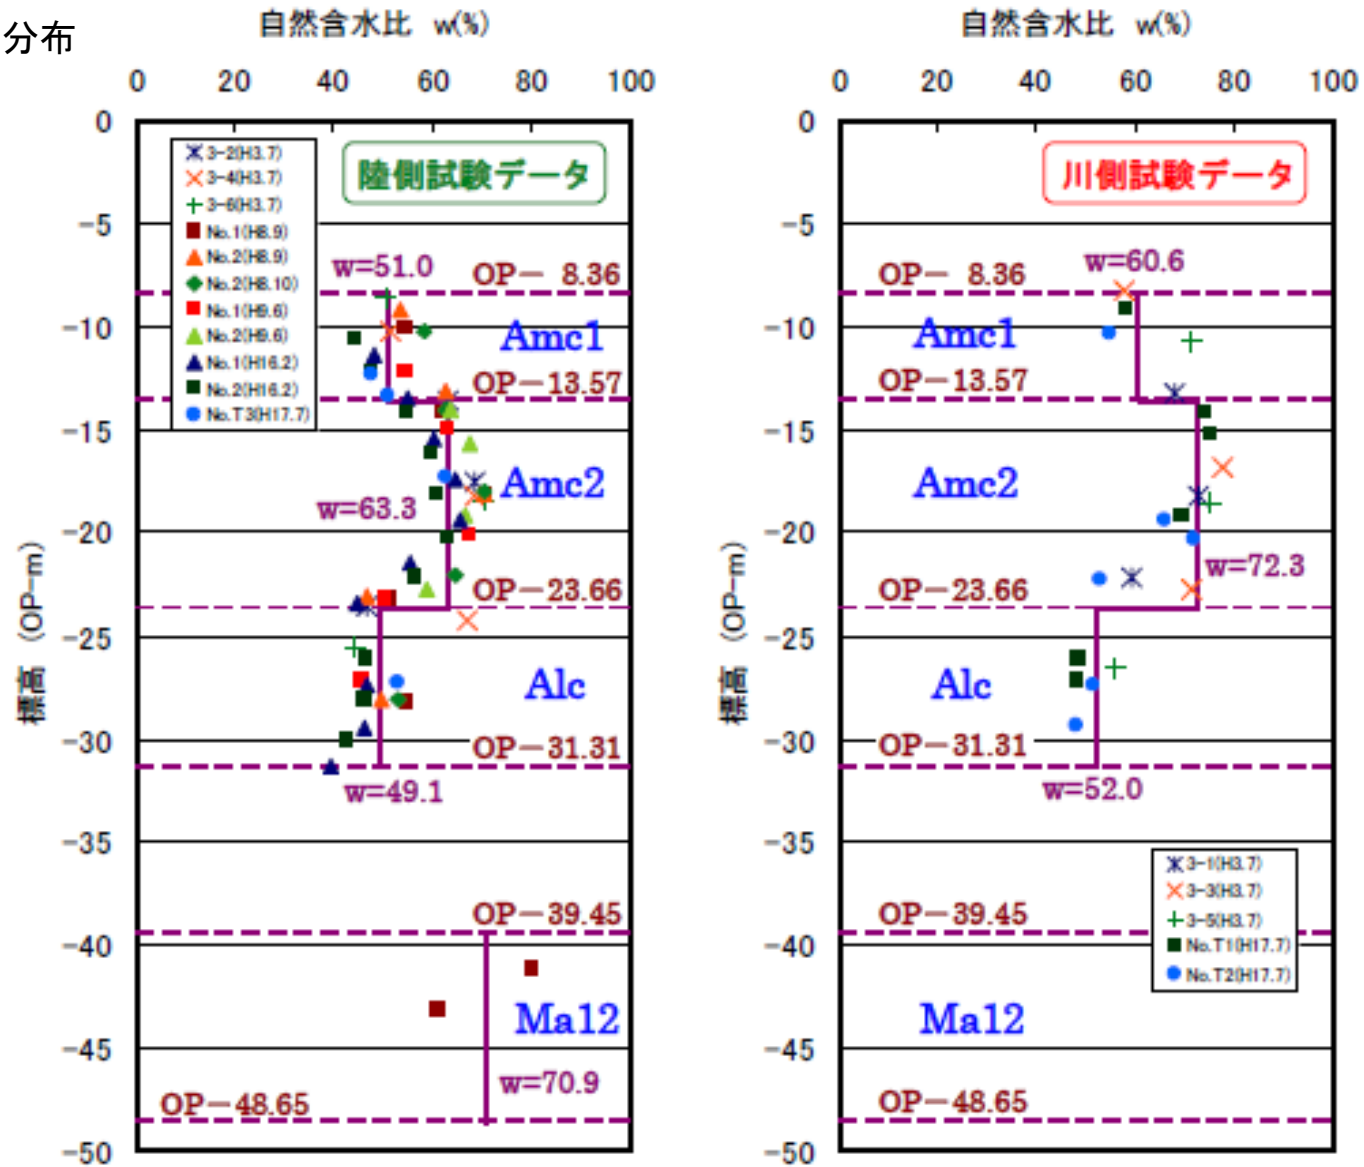 分布
自然含水比 w(%)
0 20 40 60 80 100
標高 (OP-m)
0
-5
-10
-15
-20
-25
-30
-35
-40
-45
-50
3-2(H3.7)
3-4(H3.7)
3-6(H3.7)
No.1(H8.9)
No.2(H8.9)
No.2(H8.10)
No.1(H9.6)
No.2(H9.6)
No.1(H16.2)
No.2(H16.2)
No.T3(H17.7)
陸側試験データ
w=51.0
OP- 8.36
Amc1
OP-13.57
Amc2
w=63.3
OP-23.66
Alc
OP-31.31
w=49.1
OP-39.45
Ma12
w=70.9
OP-48.65
自然含水比 w(%)
0 20 40 60 80 100
標高 (OP-m)
0
-5
-10
-15
-20
-25
-30
-35
-40
-45
-50
川側試験データ
w=60.6
OP- 8.36
Amc1
OP-13.57
Amc2
w=72.3
OP-23.66
Alc
OP-31.31
w=52.0
3-1(H3.7)
3-3(H3.7)
3-5(H3.7)
No.T1(H17.7)
No.T2(H17.7)
OP-39.45
Ma12
OP-48.65